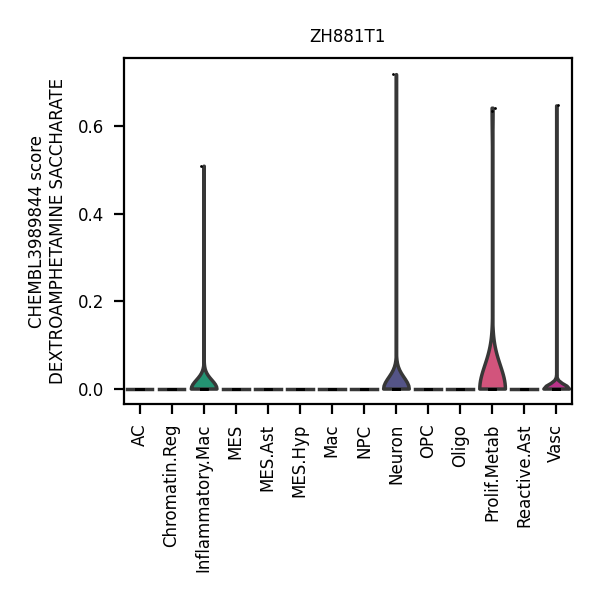 ZH881T1
CHEMBL3989844 score
DEXTROAMPHETAMINE SACCHARATE
0.6
0.4
0.2
0.0
AC
Chromatin.Reg
Inflammatory.Mac
MES
MES.Ast
MES.Hyp
Mac
NPC
Neuron
OPC
Oligo
Prolif.Metab
Reactive.Ast
Vasc